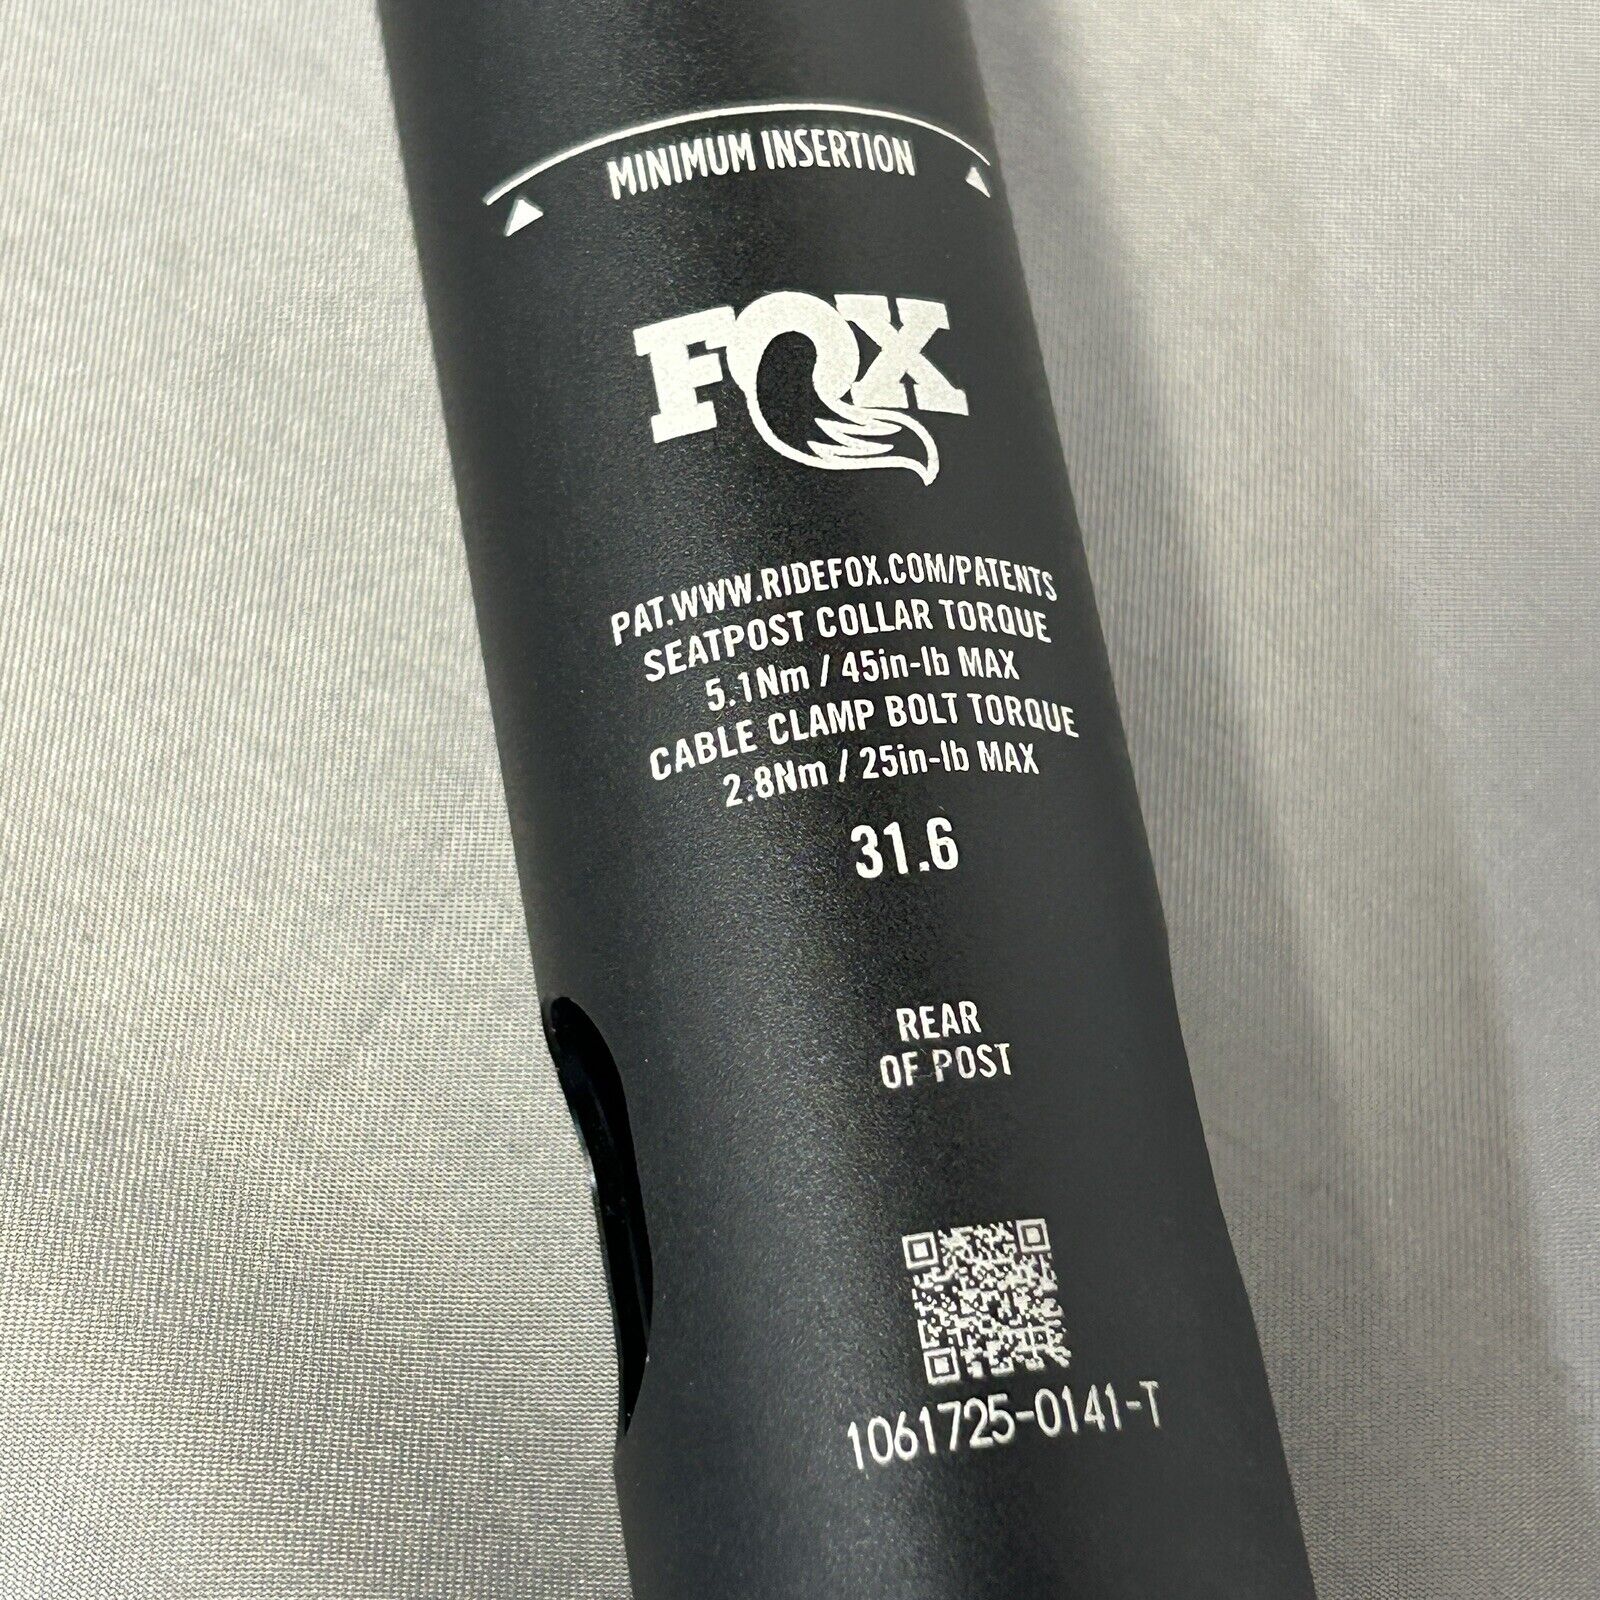 MINIMUM INSERTION
FOX
PAT.WWW.RIDEFOX.COM/PATENTS
SEATPOST COLLAR TORQUE
5.1Nm / 45in-lb MAX
CABLE CLAMP BOLT TORQUE
2.8Nm / 25in-lb MAX
31.6
REAR
OF POST
1061725-0141-T